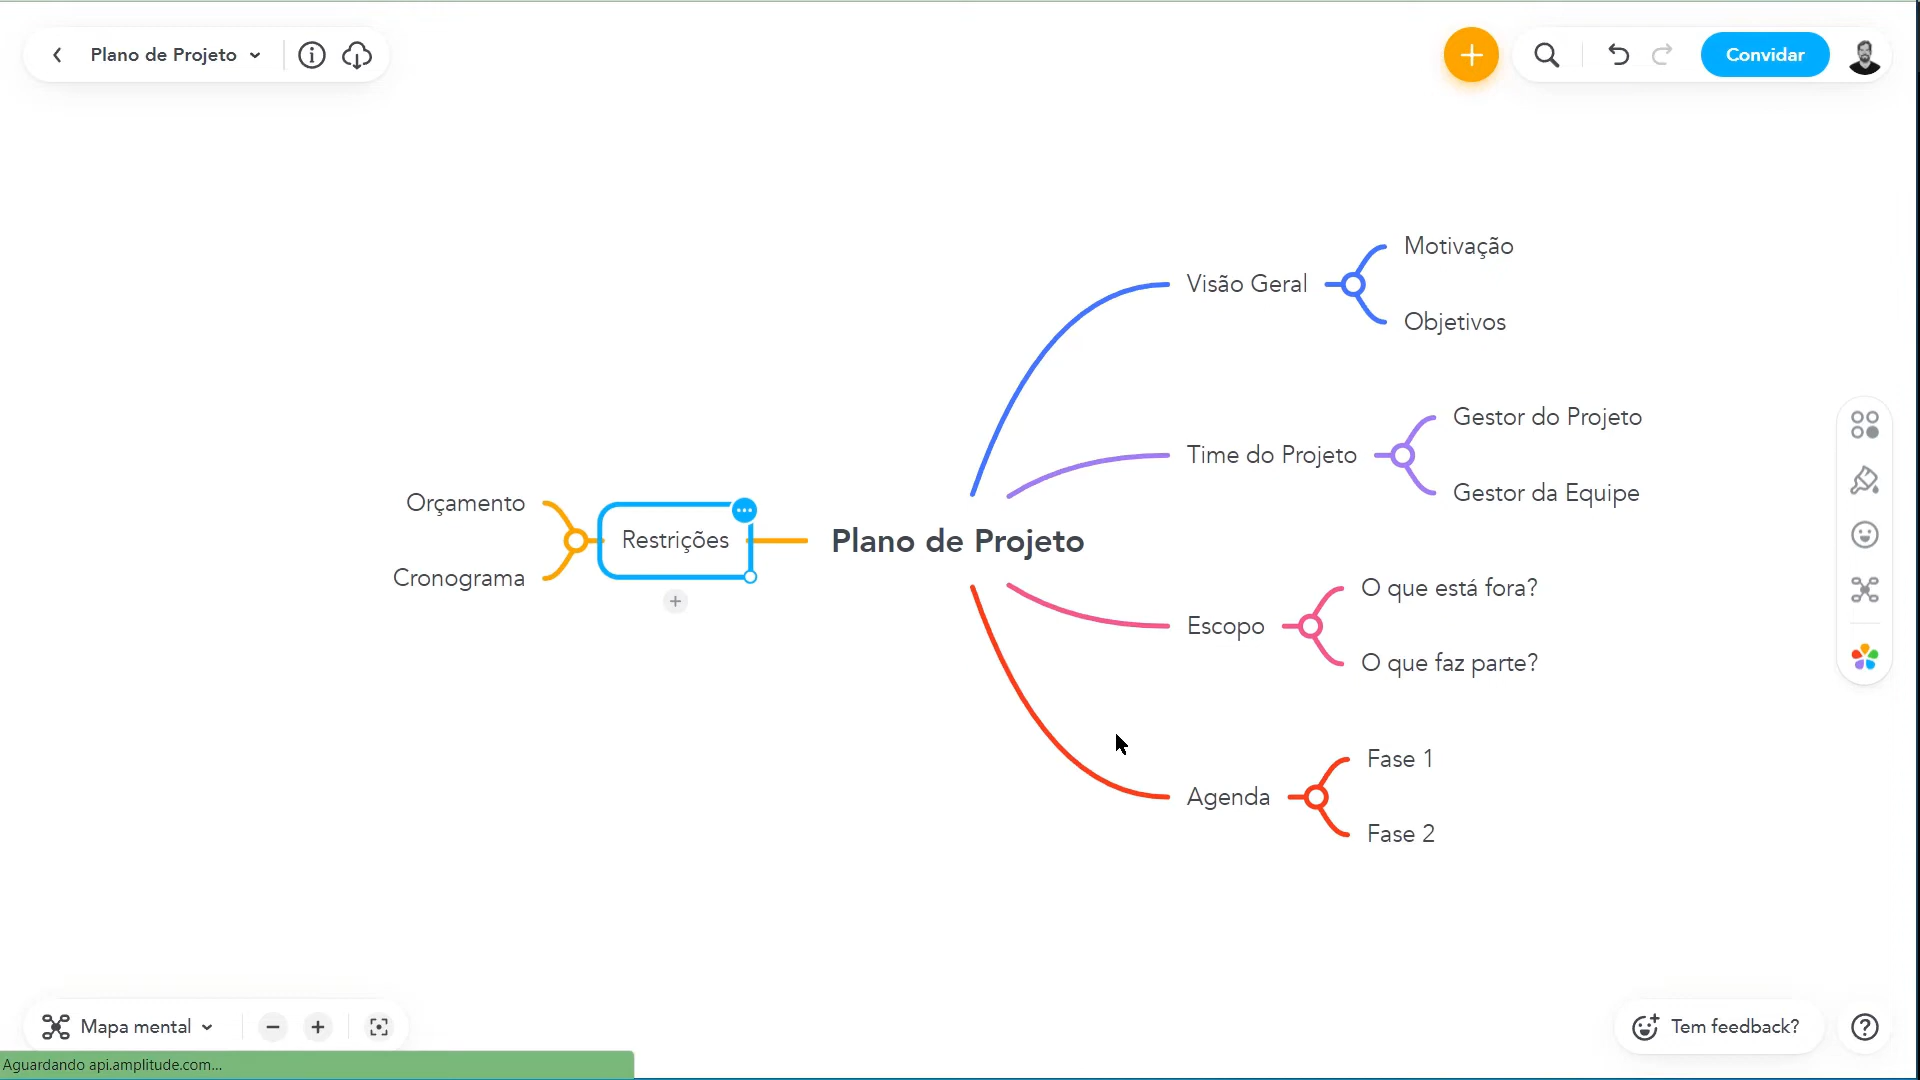 Plano de Projeto
Convidar
Motivação
Visão Geral
Objetivos
Gestor do Projeto
Time do Projeto
Gestor da Equipe
Orçamento
Restrições
Cronograma
Plano de Projeto
O que está fora?
Escopo
O que faz parte?
Fase 1
Agenda
Fase 2
Mapa mental
Tem feedback?
Aguardando api.amplitude.com...